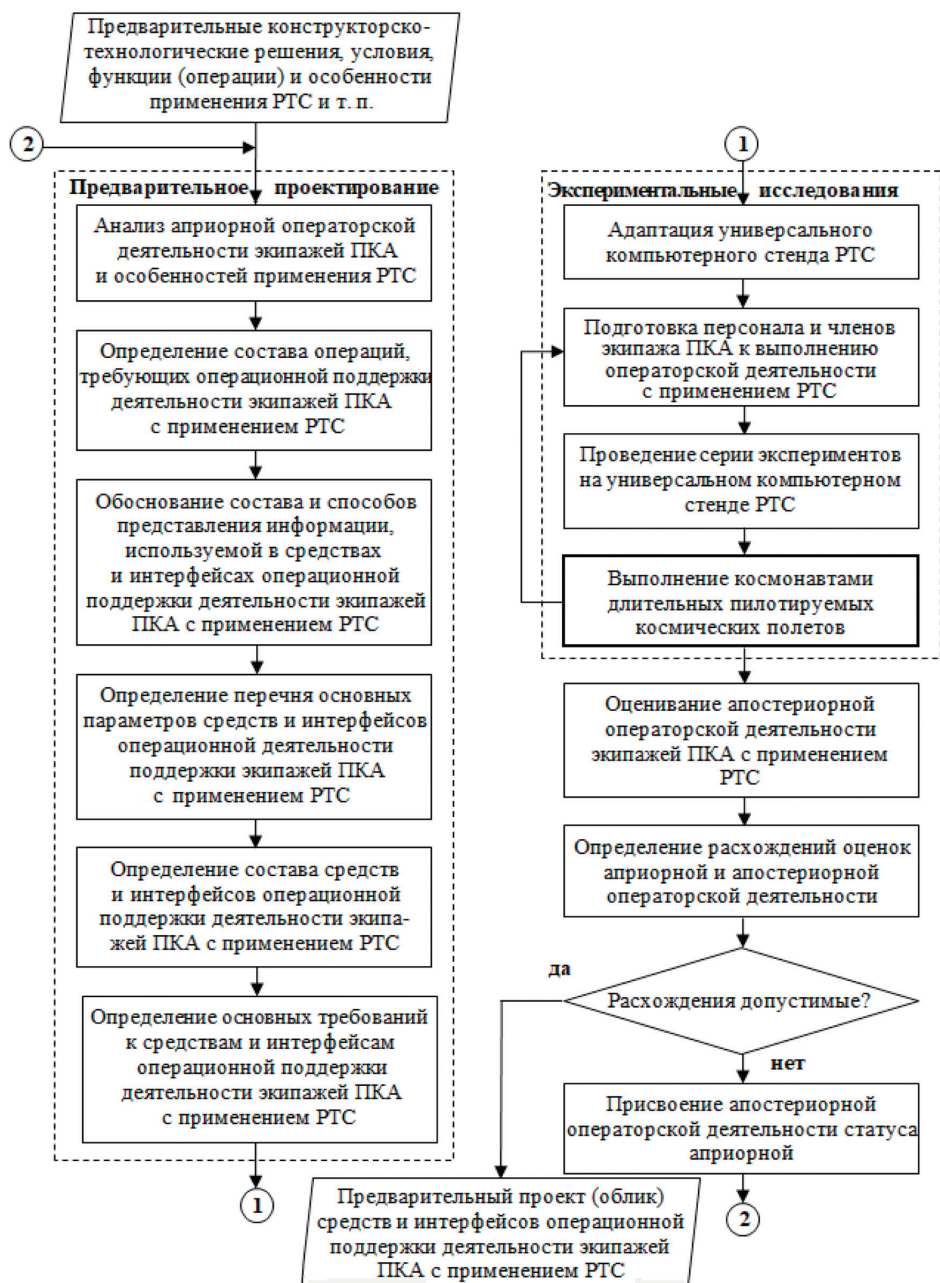 Предварительные конструкторско-
технологические решения, условия,
функции (операции) и особенности
применения РТС и т. п.
2
Предварительное проектирование
Анализ априорной операторской
деятельности экипажей ПКА
и особенностей применения РТС
Определение состава операций,
требующих операционной поддержки
деятельности экипажей ПКА
с применением РТС
Обоснование состава и способов
представления информации,
используемой в средствах
и интерфейсах операционной
поддержки деятельности экипажей
ПКА с применением РТС
Определение перечня основных
параметров средств и интерфейсов
операционной деятельности
поддержки экипажей ПКА
с применением РТС
Определение состава средств
и интерфейсов операционной
поддержки деятельности экипа-
жей ПКА с применением РТС
Определение основных требований
к средствам и интерфейсам
операционной поддержки
деятельности экипажей ПКА
с применением РТС
1
1
Экспериментальные исследования
Адаптация универсального
компьютерного стенда РТС
Подготовка персонала и членов
экипажа ПКА к выполнению
операторской деятельности
с применением РТС
Проведение серии экспериментов
на универсальном компьютерном
стенде РТС
Выполнение космонавтами
длительных пилотируемых
космических полетов
Оценивание апостериорной
операторской деятельности
экипажей ПКА с применением
РТС
Определение расхождений оценок
априорной и апостериорной
операторской деятельности
да
Расхождения допустимые?
нет
Присвоение апостериорной
операторской деятельности статуса
априорной
2
Предварительный проект (облик)
средств и интерфейсов операционной
поддержки деятельности экипажей
ПКА с применением РТС